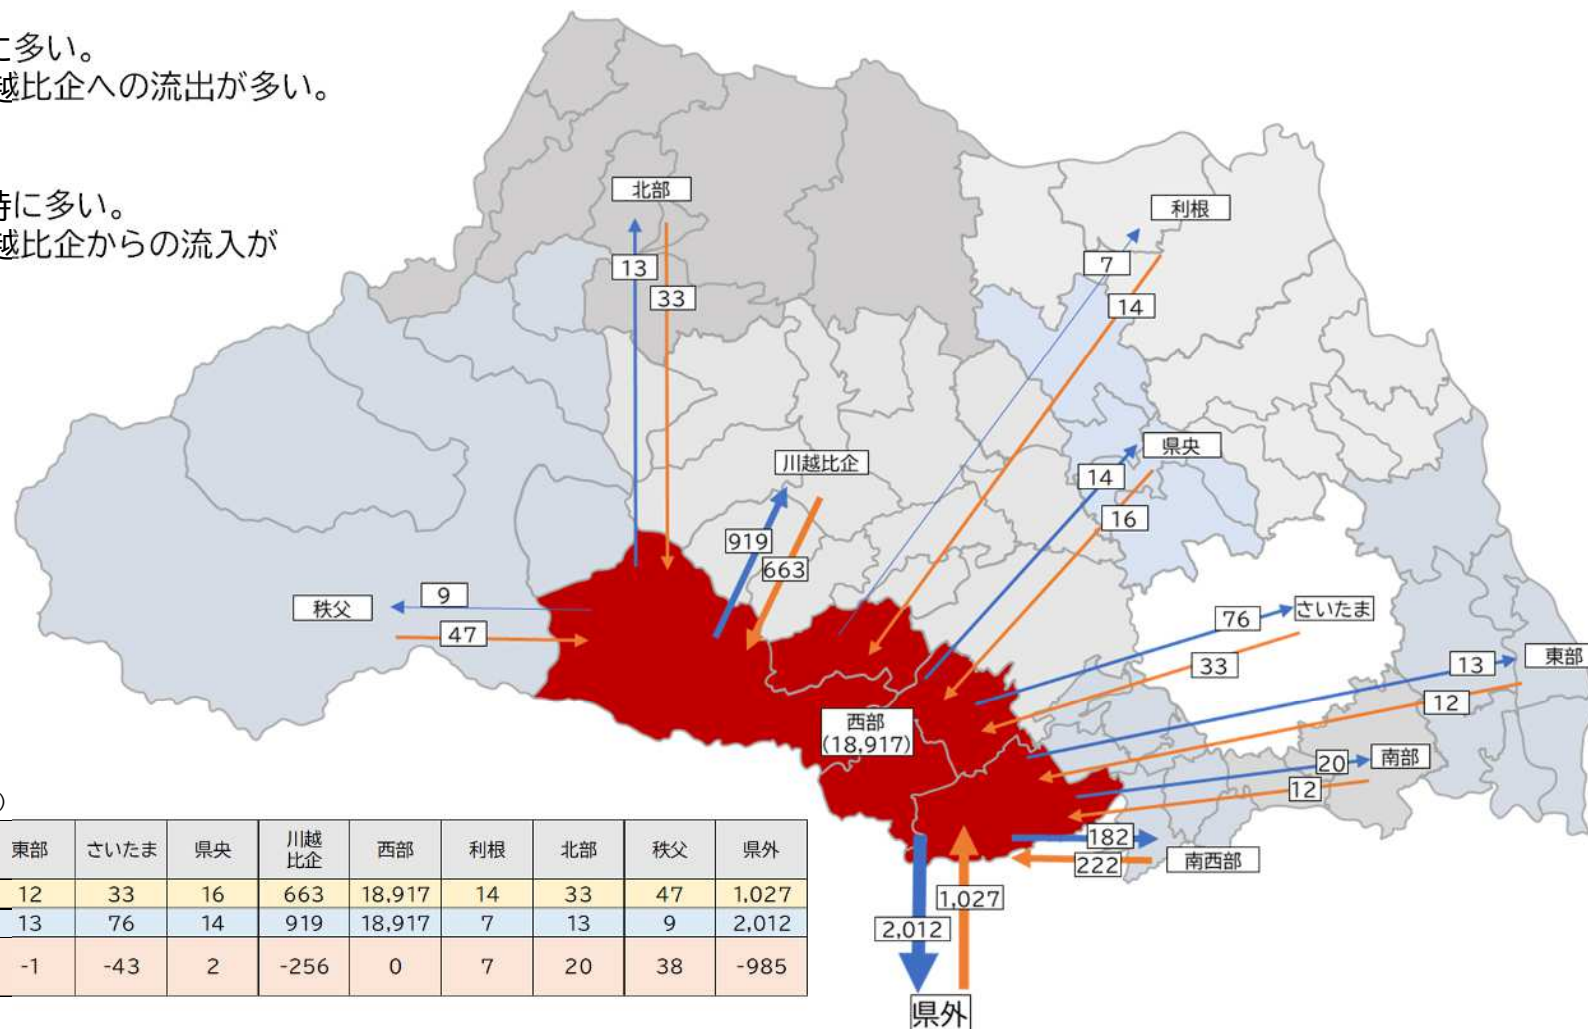 に多い。
越比企への流出が多い。
特に多い。
越比企からの流入が
北部
13
33
利根
7
14
県央
14
16
川越比企
919
663
秩父
9
47
さいたま
76
33
東部
13
12
西部
(18,917)
南部
20
12
182
222
南西部
1,027
2,012
県外
)
東部 さいたま 県央 川越比企 西部 利根 北部 秩父 県外
12 33 16 663 18,917 14 33 47 1,027
13 76 14 919 18,917 7 13 9 2,012
-1 -43 2 -256 0 7 20 38 -985